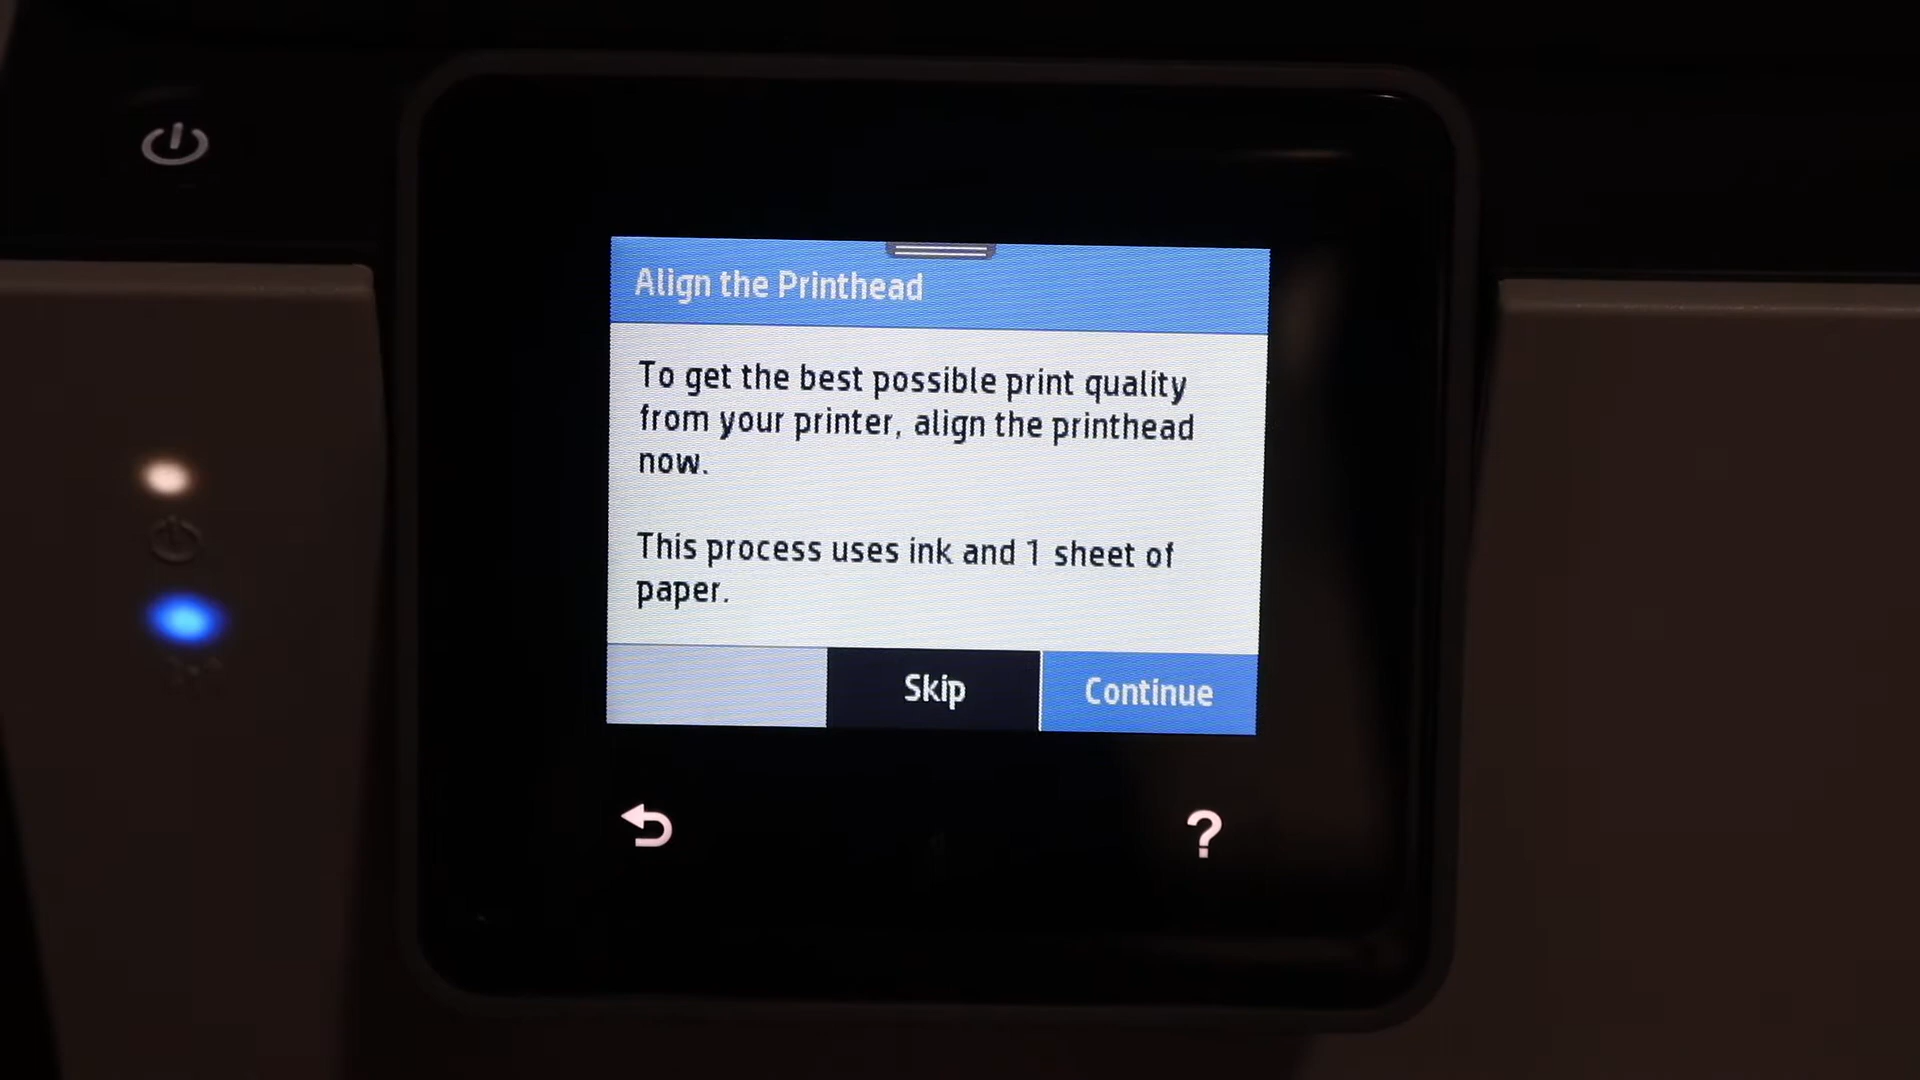 Align the Printhead
To get the best possible print quality
from your printer, align the printhead
now.
This process uses ink and 1 sheet of
paper.
Skip
Continue
?